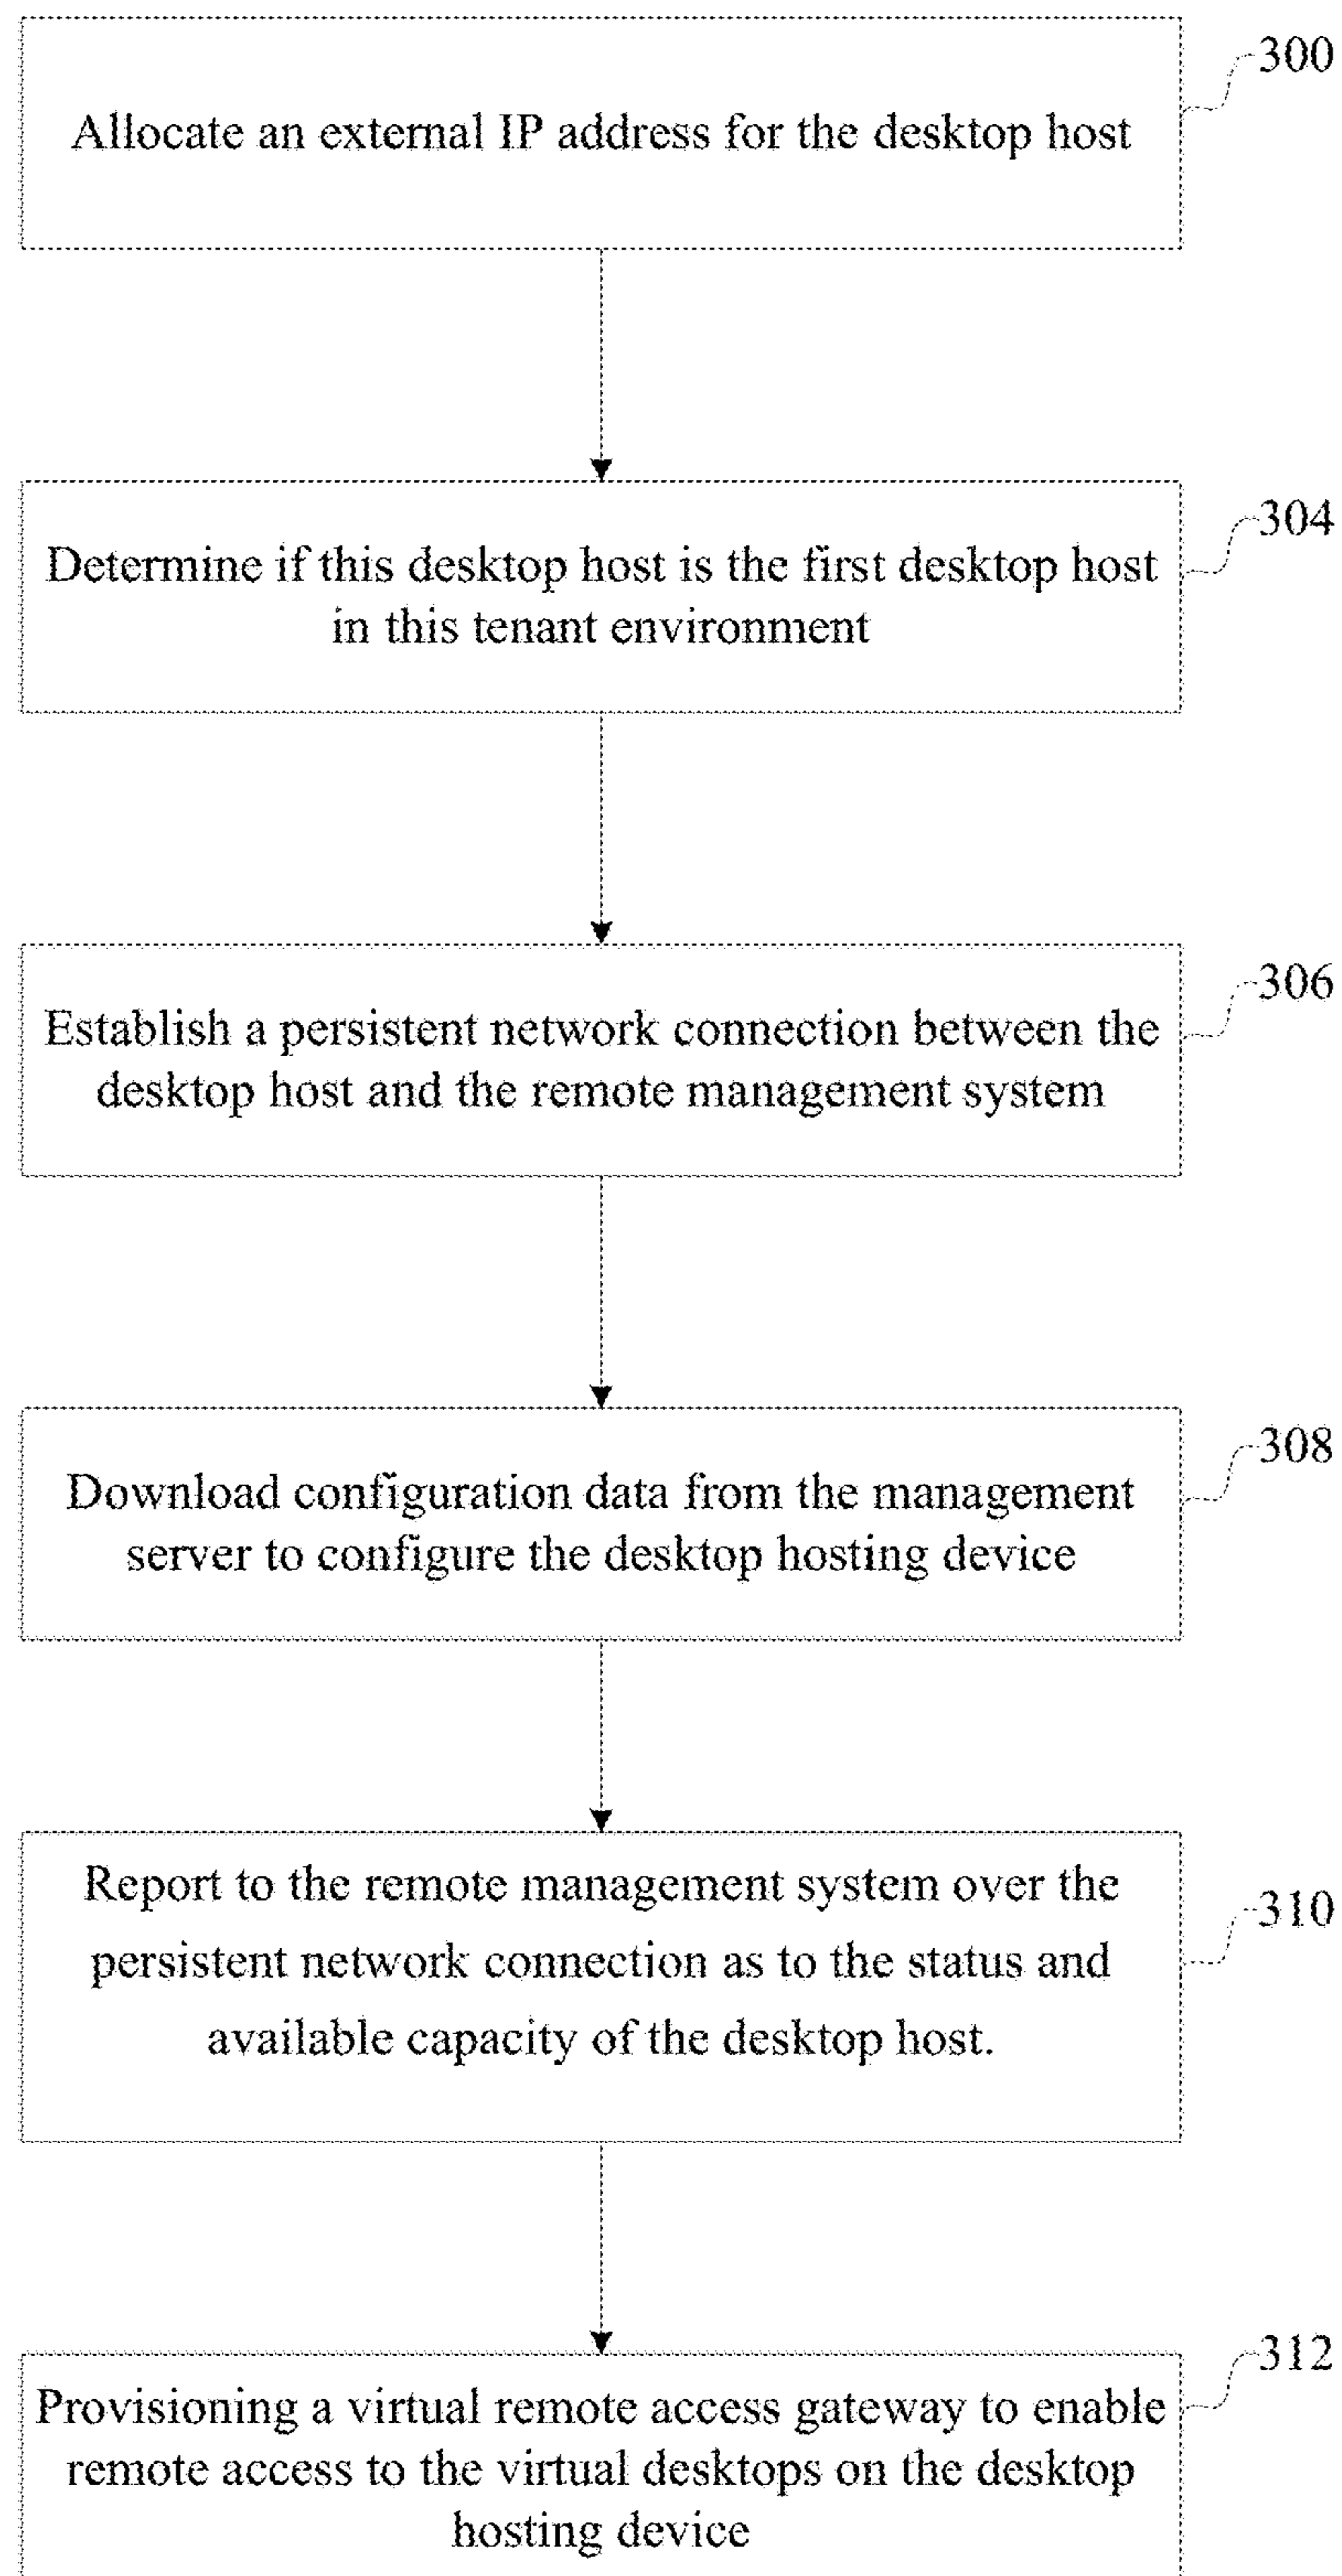 Allocate an external IP address for the desktop host
300
Determine if this desktop host is the first desktop host
in this tenant environment
304
Establish a persistent network connection between the
desktop host and the remote management system
306
Download configuration data from the management
server to configure the desktop hosting device
308
Report to the remote management system over the
persistent network connection as to the status and
available capacity of the desktop host.
310
Provisioning a virtual remote access gateway to enable
remote access to the virtual desktops on the desktop
hosting device
312